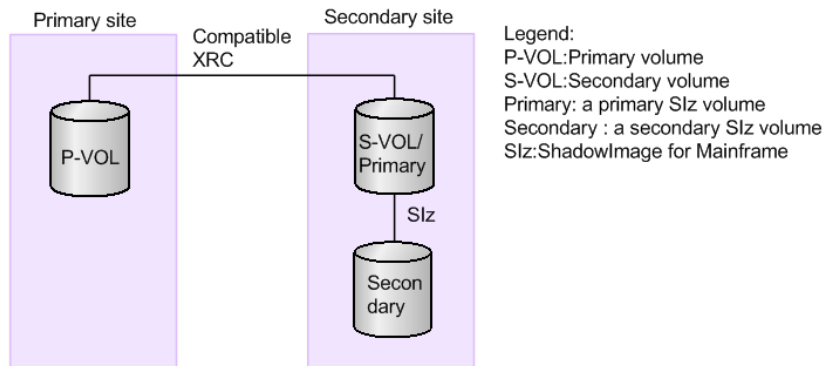 Primary site
Secondary site
Compatible
XRC
P-VOL
S-VOL/
Primary
SIz
Secon
dary
Legend:
P-VOL:Primary volume
S-VOL:Secondary volume
Primary: a primary SIz volume
Secondary : a secondary SIz volume
SIz:ShadowImage for Mainframe